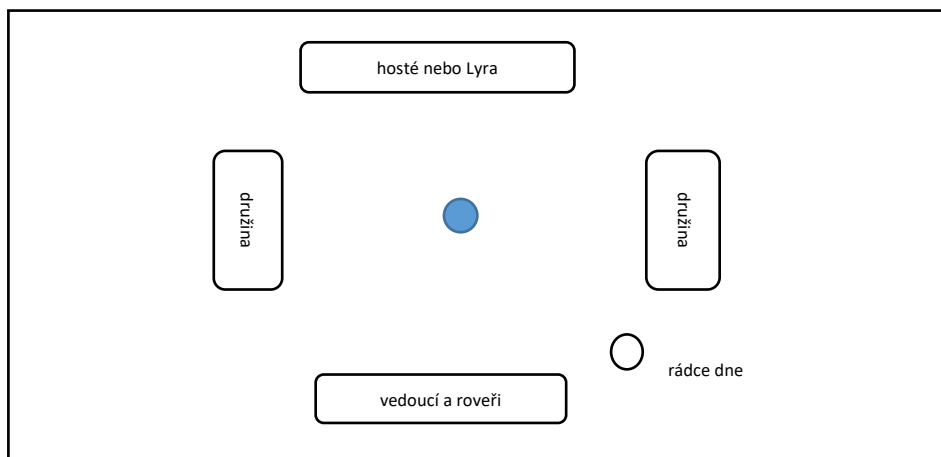 hosté nebo Lyra
družina
družina
rádce dne
vedoucí a roveři